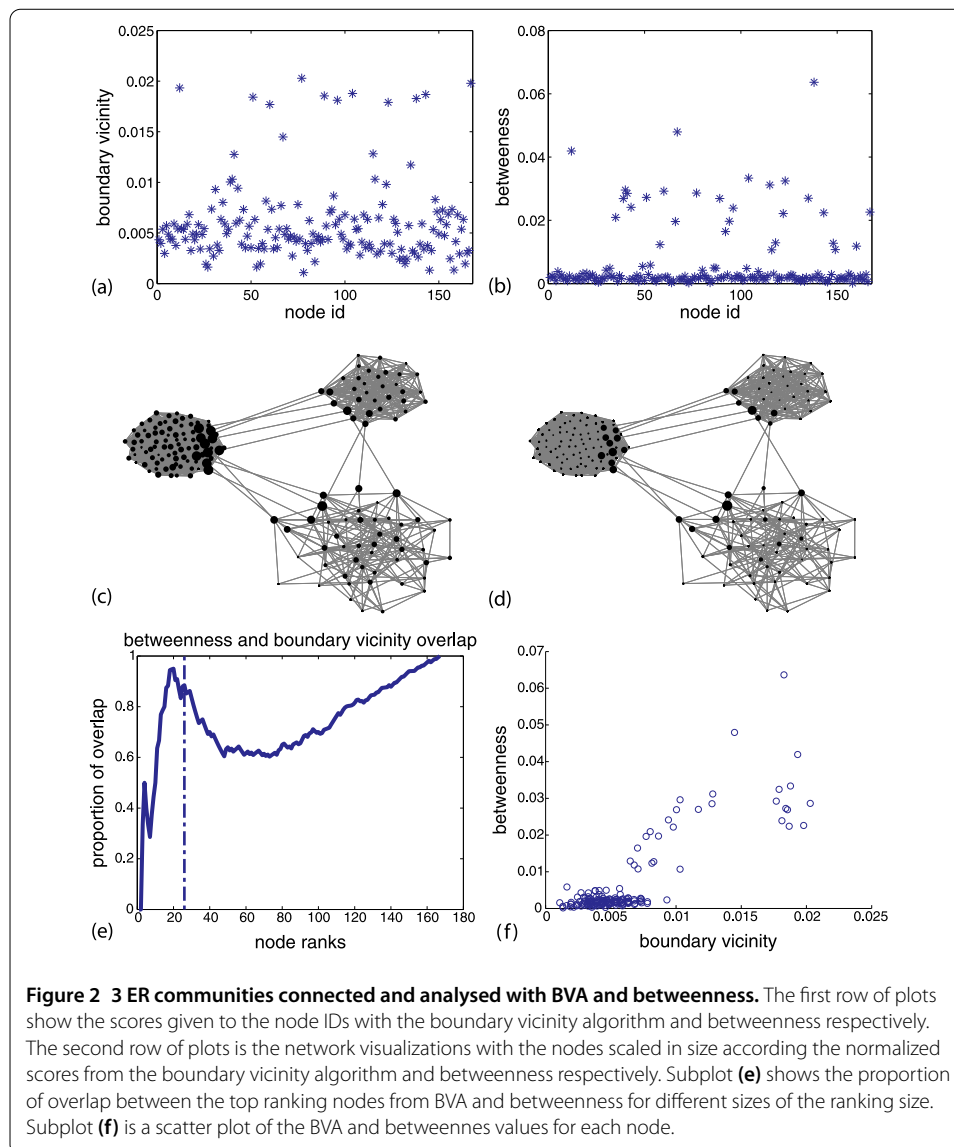 0.025
0.02
0.015
0.01
0.005
0
boundary vicinity
0 50 100 150
node id
(a)
0.08
0.06
0.04
0.02
0
betweenness
0 50 100 150
node id
(b)
(c)
(d)
betweenness and boundary vicinity overlap
1
0.8
0.6
0.4
0.2
0
proportion of overlap
0 20 40 60 80 100 120 140 160 180
node ranks
(e)
0.07
0.06
0.05
0.04
0.03
0.02
0.01
0
betweenness
0 0.005 0.01 0.015 0.02 0.025
boundary vicinity
(f)
Figure 2 3 ER communities connected and analysed with BVA and betweenness. The first row of plots
show the scores given to the node IDs with the boundary vicinity algorithm and betweenness respectively.
The second row of plots is the network visualizations with the nodes scaled in size according the normalized
scores from the boundary vicinity algorithm and betweenness respectively. Subplot (e) shows the proportion
of overlap between the top ranking nodes from BVA and betweenness for different sizes of the ranking size.
Subplot (f) is a scatter plot of the BVA and betweennes values for each node.